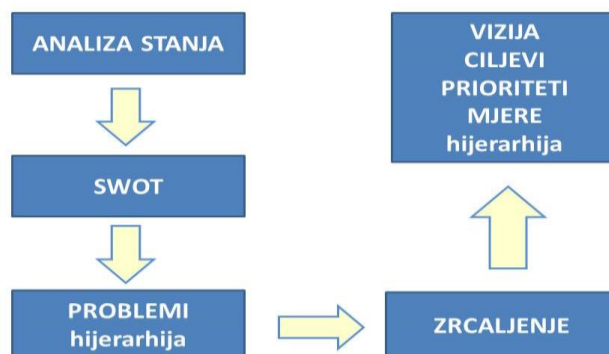 ANALIZA STANJA
SWOT
PROBLEMI
hijerarhija
ZRCALJENJE
VIZIJA
CILJEVI
PRIORITETI
MJERE
hijerarhija